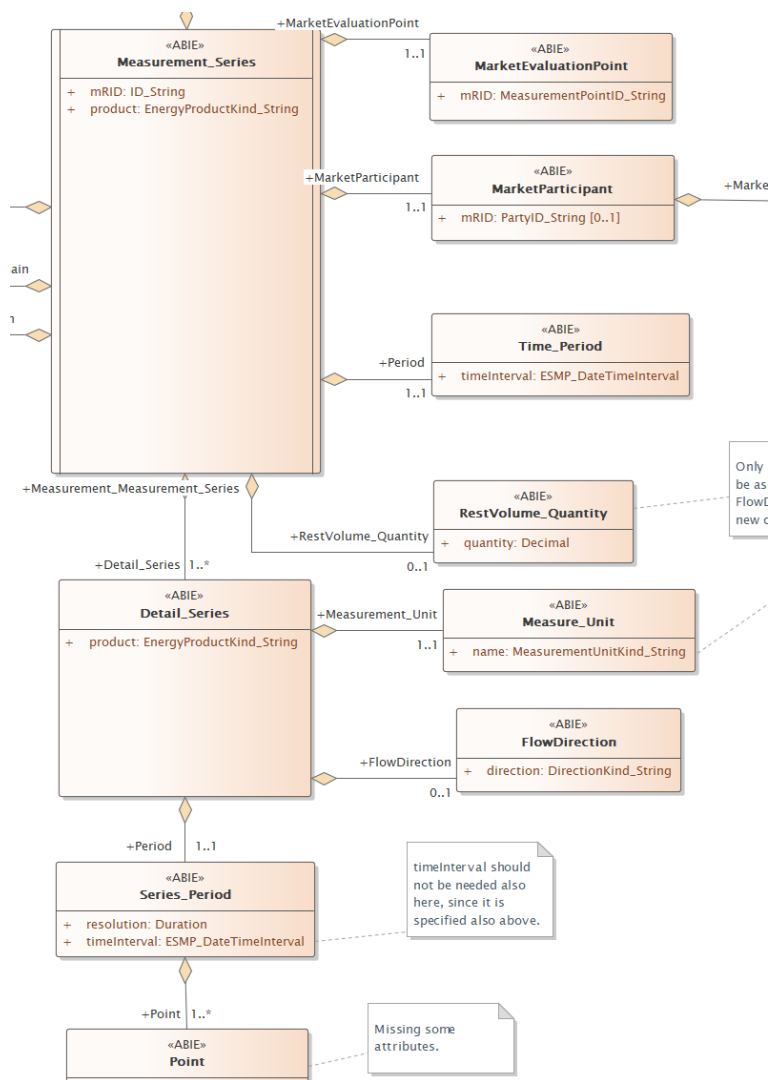 +MarketEvaluationPoint
1..1
«ABIE»
Measurement_Series
+ mRID: ID_String
+ product: EnergyProductKind_String
«ABIE»
MarketEvaluationPoint
+ mRID: MeasurementPointID_String
+MarketParticipant
1..1
«ABIE»
MarketParticipant
+ mRID: PartyID_String [0..1]
+Marke
ain
+Period
1..1
«ABIE»
Time_Period
+ timeInterval: ESMP_DateTimeInterval
+Measurement_Measurement_Series
+RestVolume_Quantity
0..1
«ABIE»
RestVolume_Quantity
+ quantity: Decimal
Only
be as
FlowD
new c
+Detail_Series 1..*
«ABIE»
Detail_Series
+ product: EnergyProductKind_String
+Measurement_Unit
1..1
«ABIE»
Measure_Unit
+ name: MeasurementUnitKind_String
+FlowDirection
0..1
«ABIE»
FlowDirection
+ direction: DirectionKind_String
+Period 1..1
«ABIE»
Series_Period
+ resolution: Duration
+ timeInterval: ESMP_DateTimeInterval
timeInterval should
not be needed also
here, since it is
specified also above.
+Point 1..*
«ABIE»
Point
Missing some
attributes.